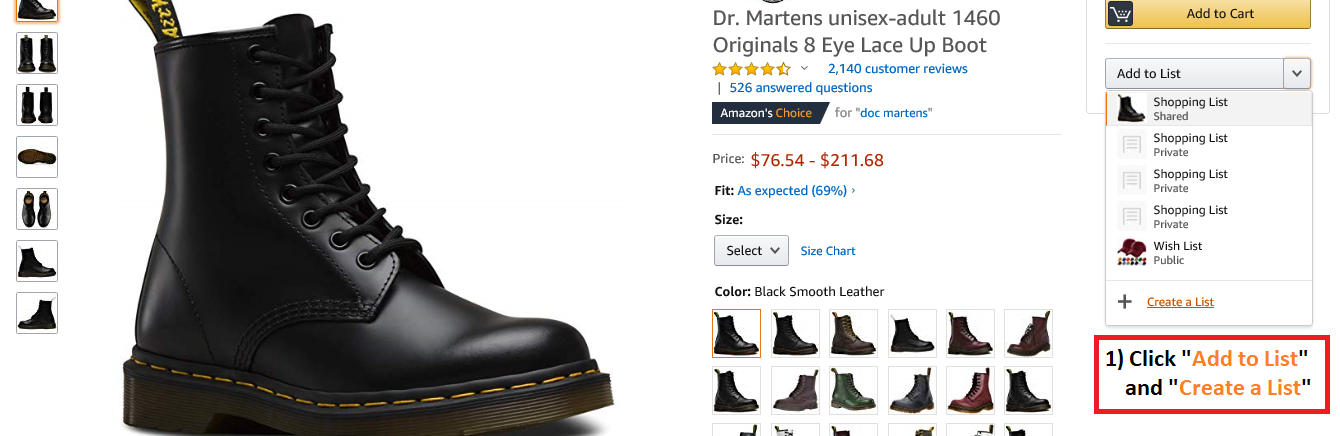 Dr. Martens unisex-adult 1460
Originals 8 Eye Lace Up Boot
2,140 customer reviews
| 526 answered questions
Amazon's Choice for "doc martens"
Price: $76.54 - $211.68
Fit: As expected (69%) ›
Size:
Select Size Chart
Color: Black Smooth Leather
Add to Cart
Add to List
Shopping List
Shared
Shopping List
Private
Shopping List
Private
Shopping List
Private
Wish List
Public
+ Create a List
1) Click "Add to List"
and "Create a List"